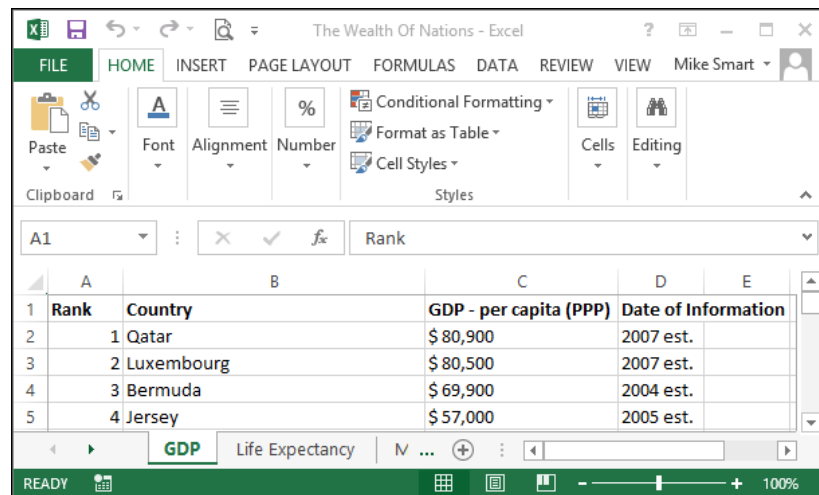 The Wealth Of Nations - Excel ?
FILE HOME INSERT PAGE LAYOUT FORMULAS DATA REVIEW VIEW Mike Smart
Paste Font Alignment Number Conditional Formatting Format as Table Cell Styles Cells Editing
Clipboard Styles
A1 fx Rank
A B C D E
1 Rank Country GDP - per capita (PPP) Date of Information
2 1 Qatar $ 80,900 2007 est.
3 2 Luxembourg $ 80,500 2007 est.
4 3 Bermuda $ 69,900 2004 est.
5 4 Jersey $ 57,000 2005 est.
GDP Life Expectancy M ...
READY 100%